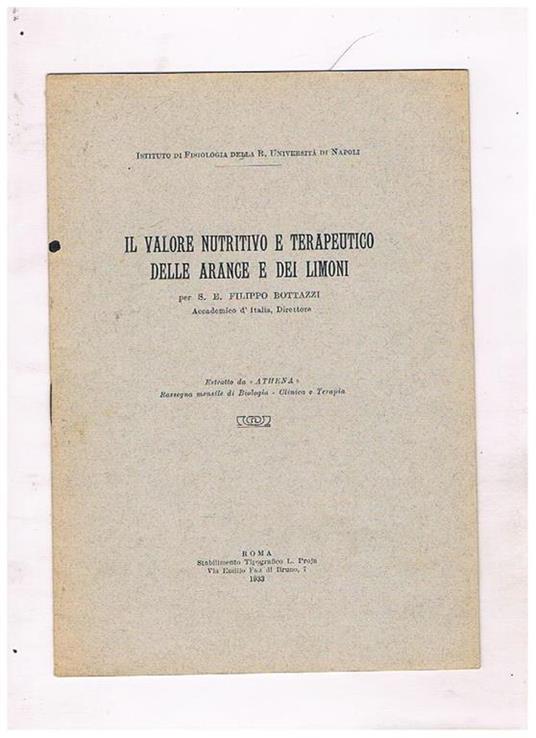 ISTITUTO DI FISIOLOGIA DELLA R. UNIVERSITÀ DI NAPOLI
IL VALORE NUTRITIVO E TERAPEUTICO
DELLE ARANCE E DEI LIMONI
per S. E. FILIPPO BOTTAZZI
Accademico d' Italia, Direttore
Estratto da « ATHENA »
Rassegna mensile di Biologia - Clinica e Terapia
ROMA
Stabilimento Tipografico L. Proja
Via Emilio Faà di Bruno, 7
1933